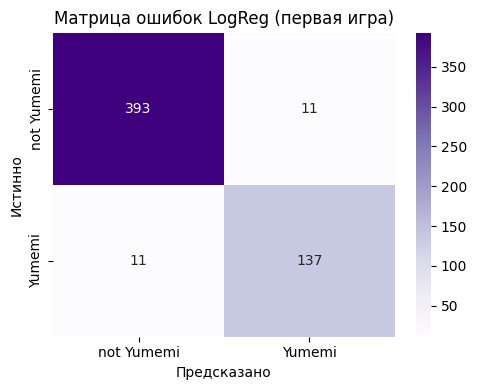 Матрица ошибок LogReg (первая игра)
Истинно
not Yumemi
Yumemi
393
11
11
137
not Yumemi
Yumemi
Предсказано
350
300
250
200
150
100
50